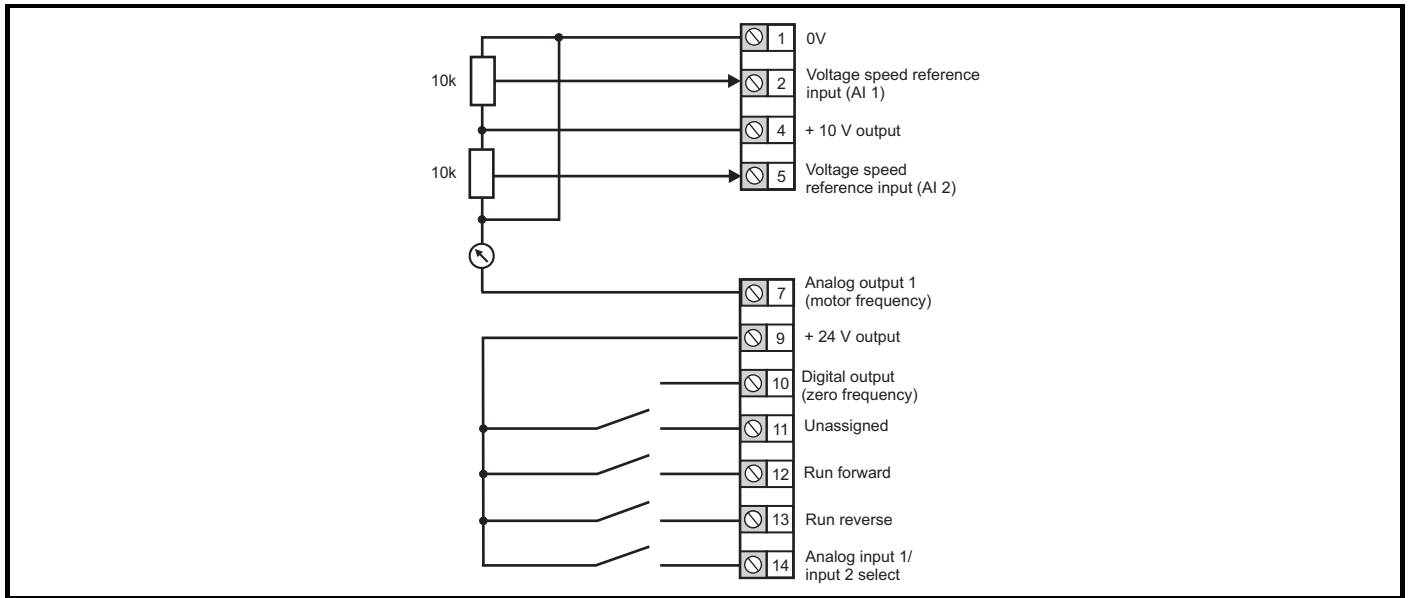 1 0V
10k
2 Voltage speed reference
input (AI 1)
4 + 10 V output
10k
5 Voltage speed
reference input (AI 2)
7 Analog output 1
(motor frequency)
9 + 24 V output
10 Digital output
(zero frequency)
11 Unassigned
12 Run forward
13 Run reverse
14 Analog input 1/
input 2 select